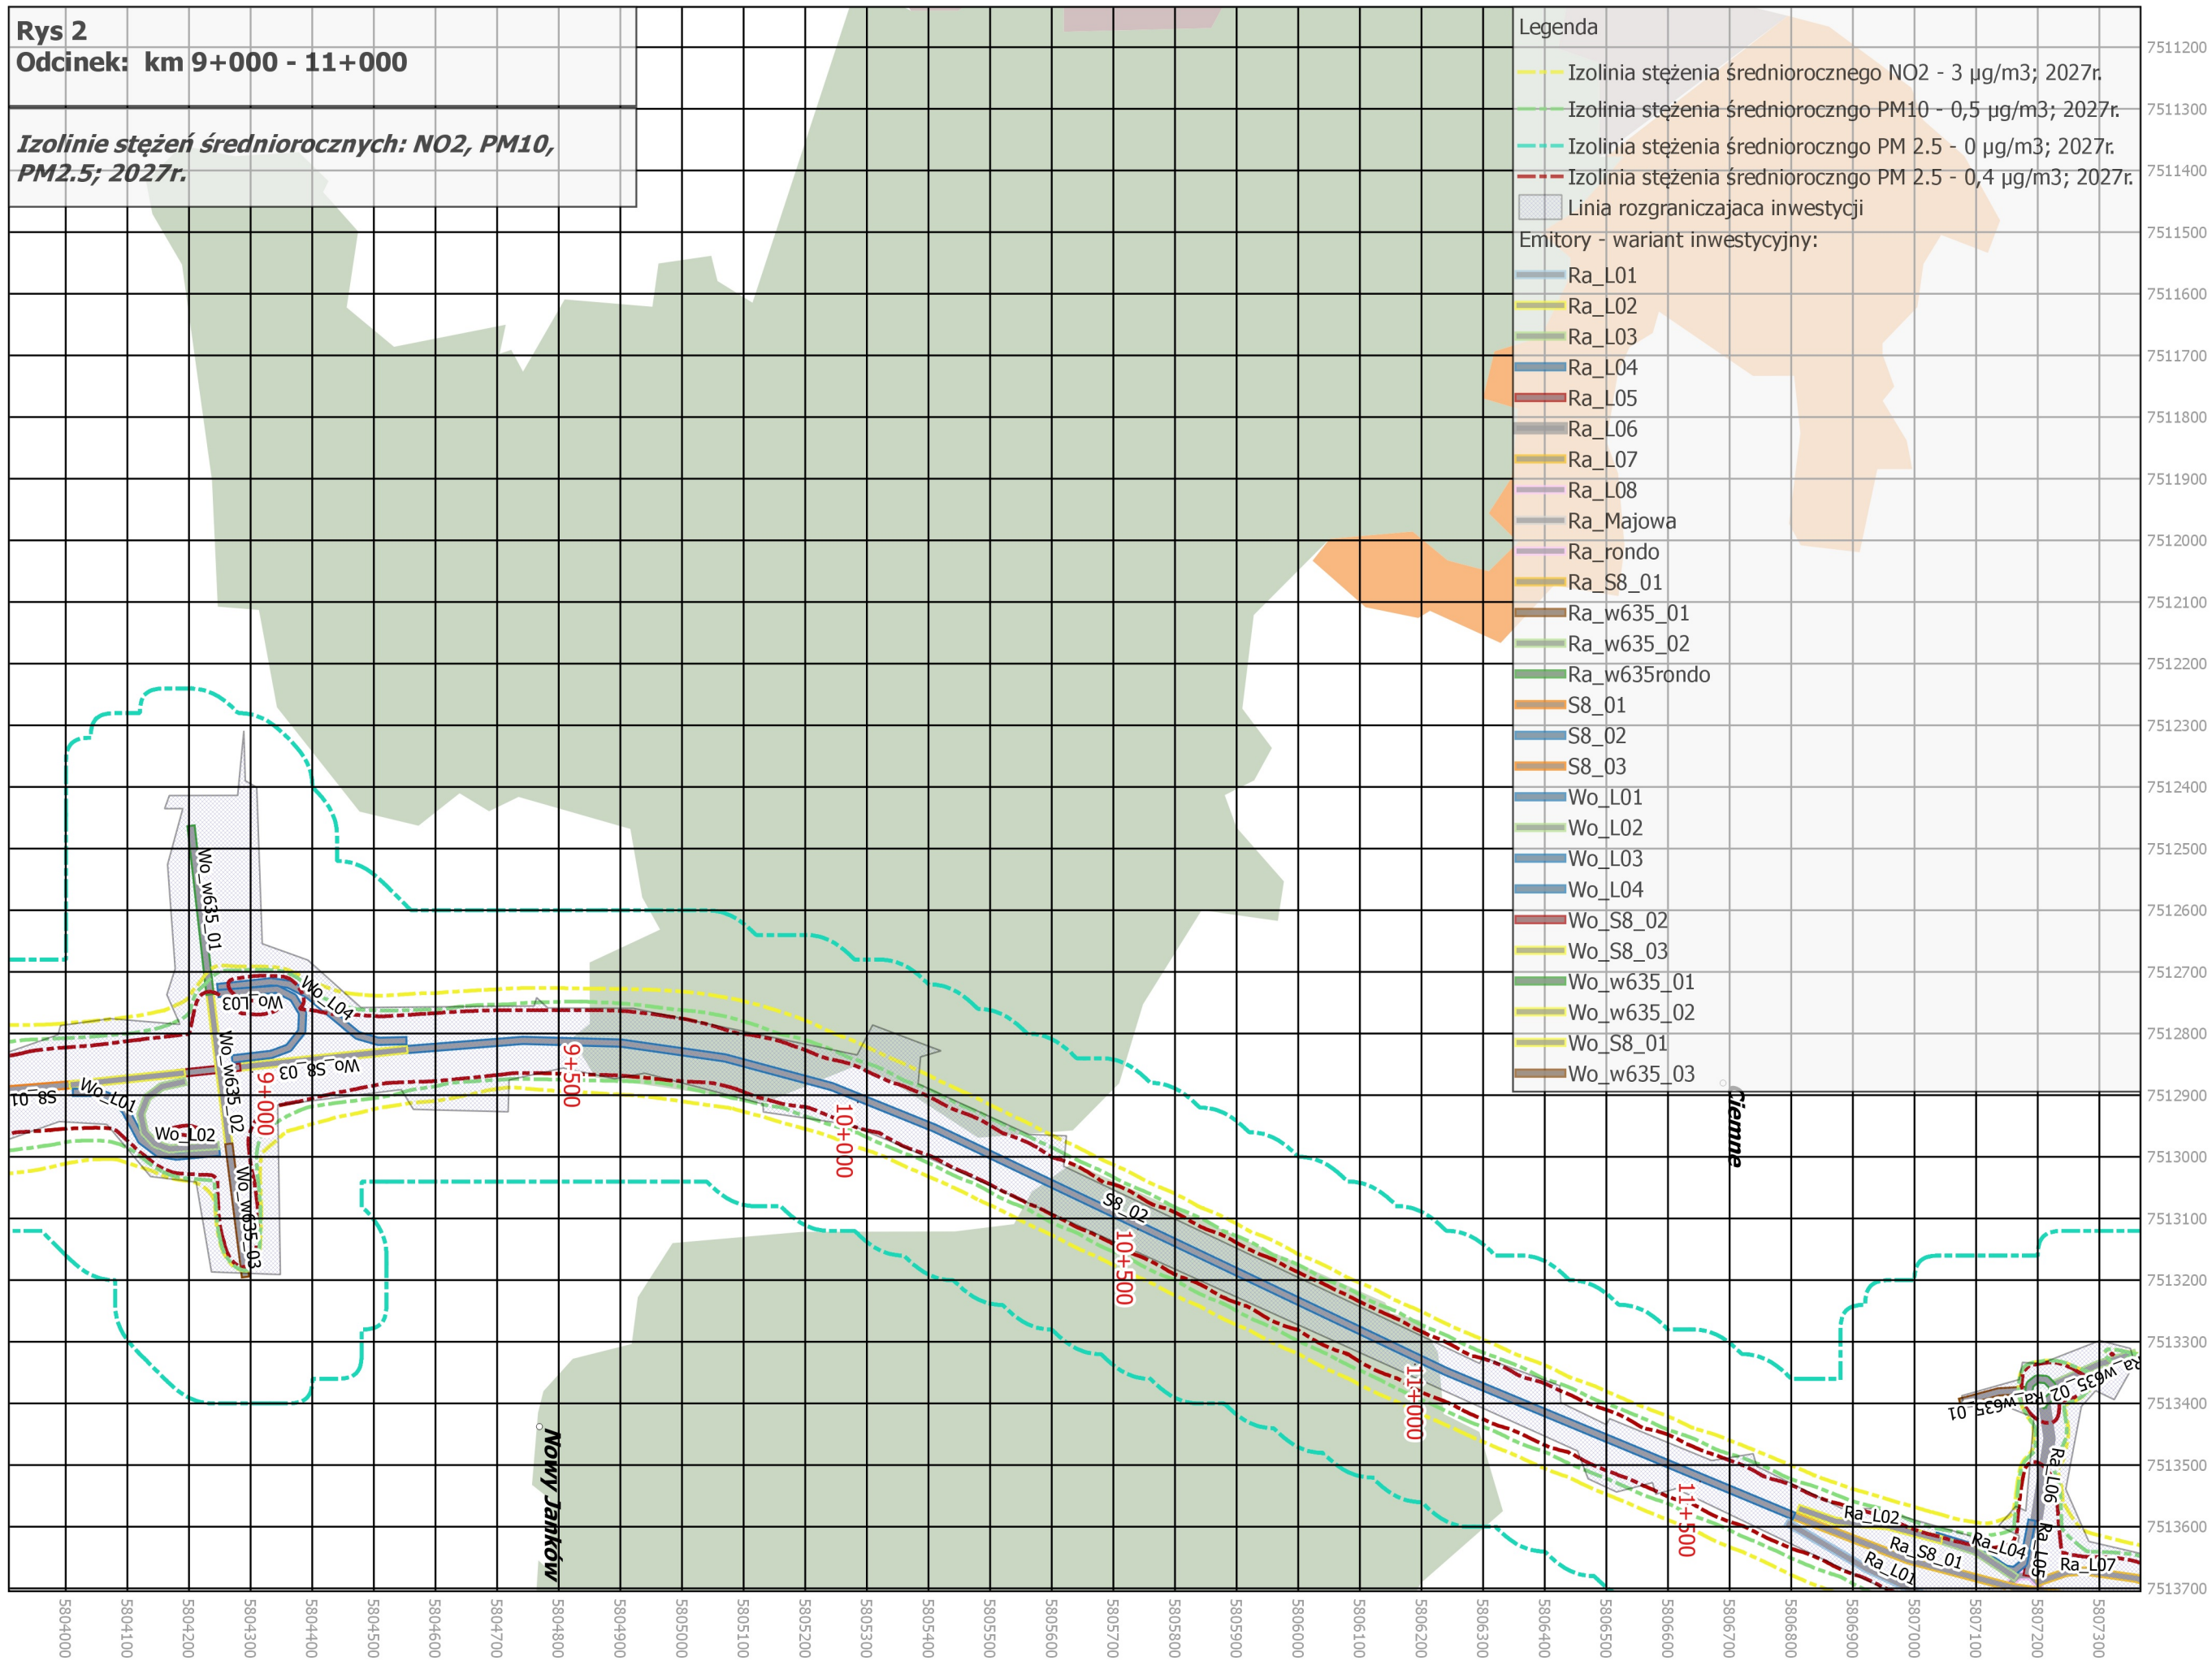 Rys 2
Odcinek: km 9+000 - 11+000
Izolinie stężeń średniorocznych: NO2, PM10,
PM2.5; 2027r.
Legenda
Izolinia stężenia średniorocznego NO2 - 3 µg/m3; 2027r.
Izolinia stężenia średniorocznego PM10 - 0,5 µg/m3; 2027r.
Izolinia stężenia średnioroczngo PM 2.5 - 0 µg/m3; 2027r.
Izolinia stężenia średnioroczngo PM 2.5 - 0,4 µg/m3; 2027r.
Linia rozgraniczajaca inwestycji
Emitory - wariant inwestycyjny:
Ra_L01
Ra_L02
Ra_L03
Ra_L04
Ra_L05
Ra_L06
Ra_L07
Ra_L08
Ra_Majowa
Ra_rondo
Ra_S8_01
Ra_w635_01
Ra_w635_02
Ra_w635rondo
S8_01
S8_02
S8_03
Wo_L01
Wo_L02
Wo_L03
Wo_L04
Wo_S8_02
Wo_S8_03
Wo_w635_01
Wo_w635_02
Wo_S8_01
Wo_w635_03
7511200
7511300
7511400
7511500
7511600
7511700
7511800
7511900
7512000
7512100
7512200
7512300
7512400
7512500
7512600
7512700
7512800
7512900
7513000
7513100
7513200
7513300
7513400
7513500
7513600
7513700
Wo_w635_01
Wo_L03
Wo_L04
Wo_w635_02
Wo_S8_03
S8_01
Wo_L01
Wo_L02
Wo_w635_03
9+000
9+500
10+000
S8_02
10+500
11+000
11+500
Ciemne
Nowy Janków
Ra_w635_01
Ra_w635_02
Ra_L06
Ra_L02
Ra_L04
Ra_S8_01
Ra_L01
Ra_L05
Ra_L07
5804000
5804100
5804200
5804300
5804400
5804500
5804600
5804700
5804800
5804900
5805000
5805100
5805200
5805300
5805400
5805500
5805600
5805700
5805800
5805900
5806000
5806100
5806200
5806300
5806400
5806500
5806600
5806700
5806800
5806900
5807000
5807100
5807200
5807300